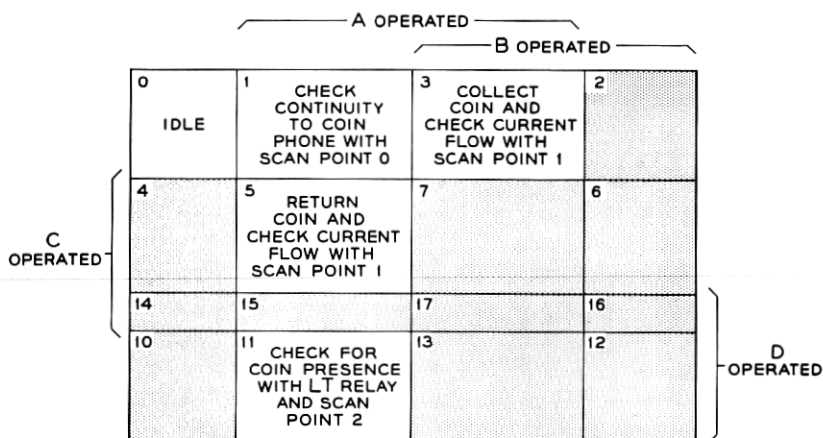 A OPERATED
B OPERATED
0
IDLE
1
CHECK
CONTINUITY
TO COIN
PHONE WITH
SCAN POINT 0
3
COLLECT
COIN AND
CHECK CURRENT
FLOW WITH
SCAN POINT 1
2
C
OPERATED
4
5
RETURN
COIN AND
CHECK CURRENT
FLOW WITH
SCAN POINT 1
7
6
14
15
17
16
10
11
CHECK FOR
COIN PRESENCE
WITH LT RELAY
AND SCAN
POINT 2
13
12
D
OPERATED